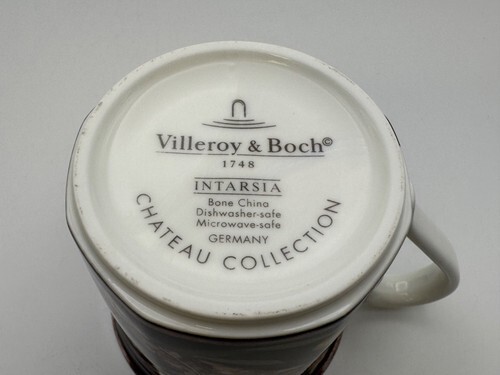 Villeroy & Boch©
1748
INTARSIA
Bone China
Dishwasher-safe
Microwave-safe
GERMANY
CHATEAU COLLECTION